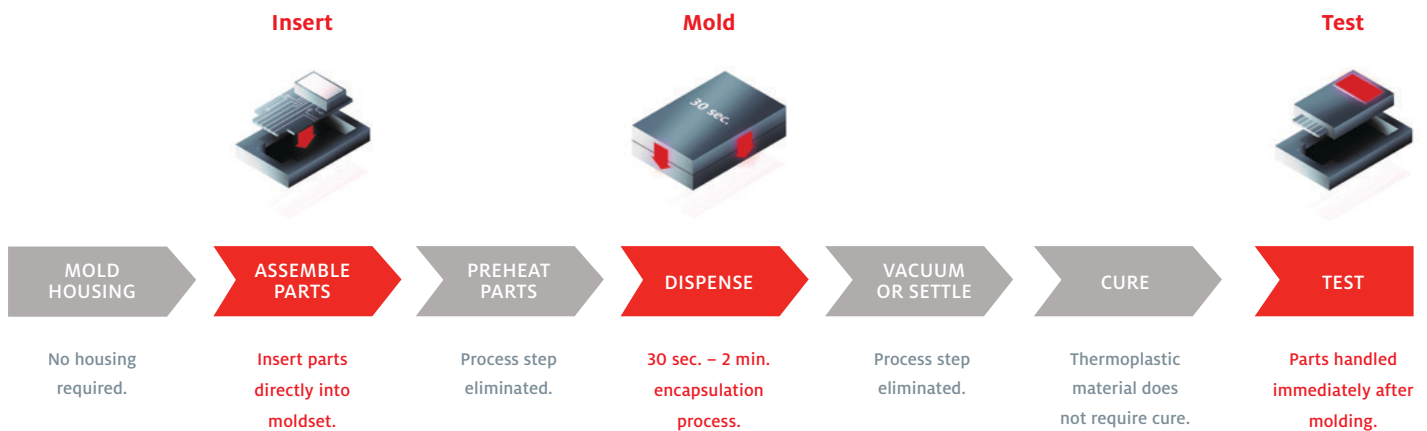 Insert
Mold
Test
30 sec.
MOLD
HOUSING
ASSEMBLE
PARTS
PREHEAT
PARTS
DISPENSE
VACUUM
OR SETTLE
CURE
TEST
No housing
required.
Insert parts
directly into
moldset.
Process step
eliminated.
30 sec. – 2 min.
encapsulation
process.
Process step
eliminated.
Thermoplastic
material does
not require cure.
Parts handled
immediately after
molding.